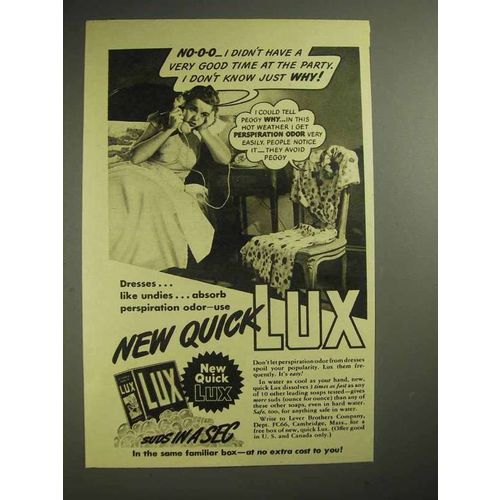 NO-O-O... I DIDN'T HAVE A
VERY GOOD TIME AT THE PARTY.
I DON'T KNOW JUST WHY!
I COULD TELL
PEGGY WHY... IN THIS
HOT WEATHER I GET
PERSPIRATION ODOR VERY
EASILY. PEOPLE NOTICE
IT... THEY AVOID
PEGGY
Dresses...
like undies... absorb
perspiration odor—use
NEW QUICK LUX
Don't let perspiration odor from dresses
spoil your popularity. Lux them fre-
quently. It's easy!
In water as cool as your hand, new,
quick Lux dissolves 3 times as fast as any
of 10 other leading soaps tested—gives
more suds (ounce for ounce) than any of
these other soaps, even in hard water.
Safe, too, for anything safe in water.
Write to Lever Brothers Company,
Dept. FC66, Cambridge, Mass., for a
free box of new, quick Lux. (Offer good
in U. S. and Canada only.)
LUX
LUX
New
Quick
LUX
SUDS IN A SEC
In the same familiar box—at no extra cost to you!